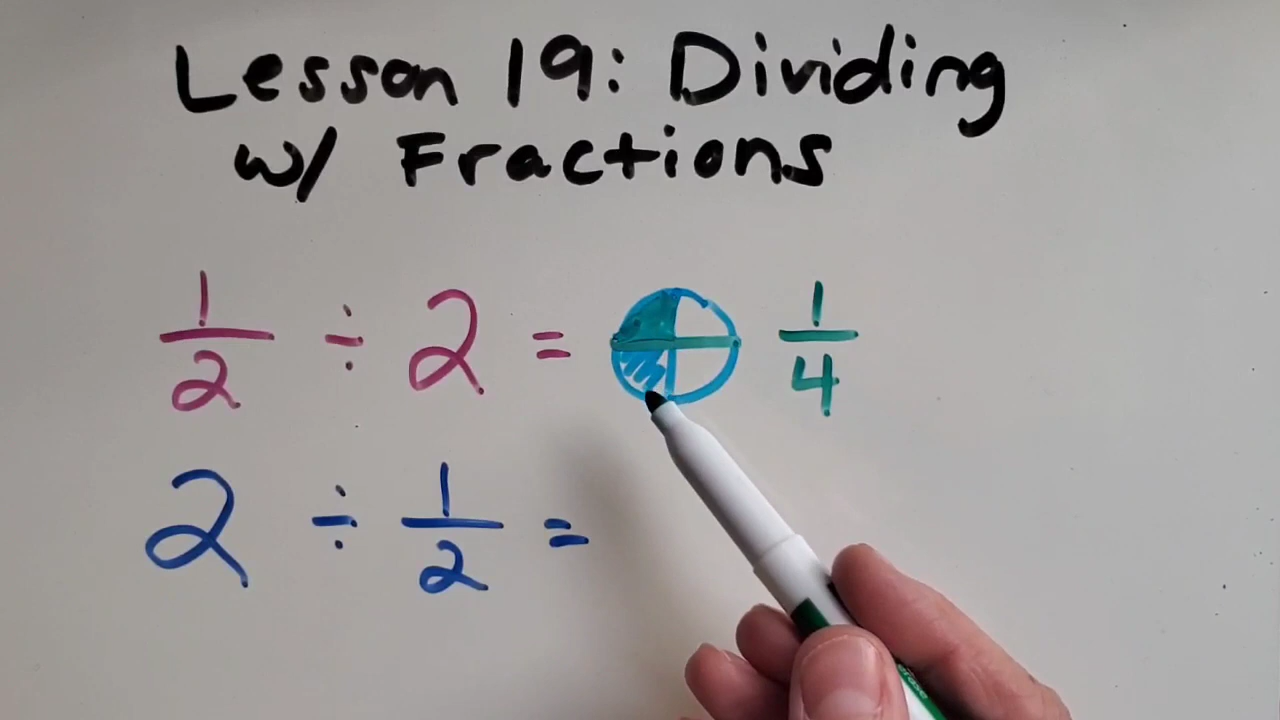 Lesson 19: Dividing
w/ Fractions
1/2 ÷ 2 = 1/4
2 ÷ 1/2 =